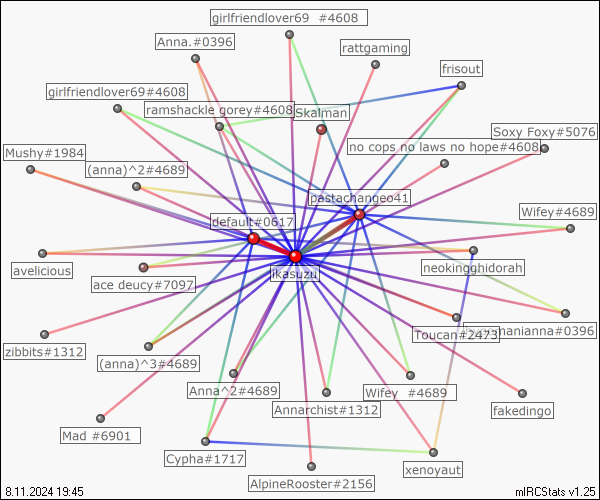 girlfriendlover69 #4608
Anna.#0396
rattgaming
frisout
girlfriendlover69#4608
ramshackle gorey#4608
Skalman
Soxy Foxy#5076
no cops no laws no hope#4608
Mushy#1984
(anna)^2#4689
pastachangeo41
Wifey#4689
default#0617
avelicious
ace deucy#7097
ikasuzu
neokingghidorah
Toucan#2473
hanianna#0396
zibbits#1312
(anna)^3#4689
Anna^2#4689
Wifey #4689
Annarchist#1312
fakedingo
Mad #6901
Cypha#1717
AlpineRooster#2156
xenoyaut
8.11.2024 19:45
mIRCStats v1.25